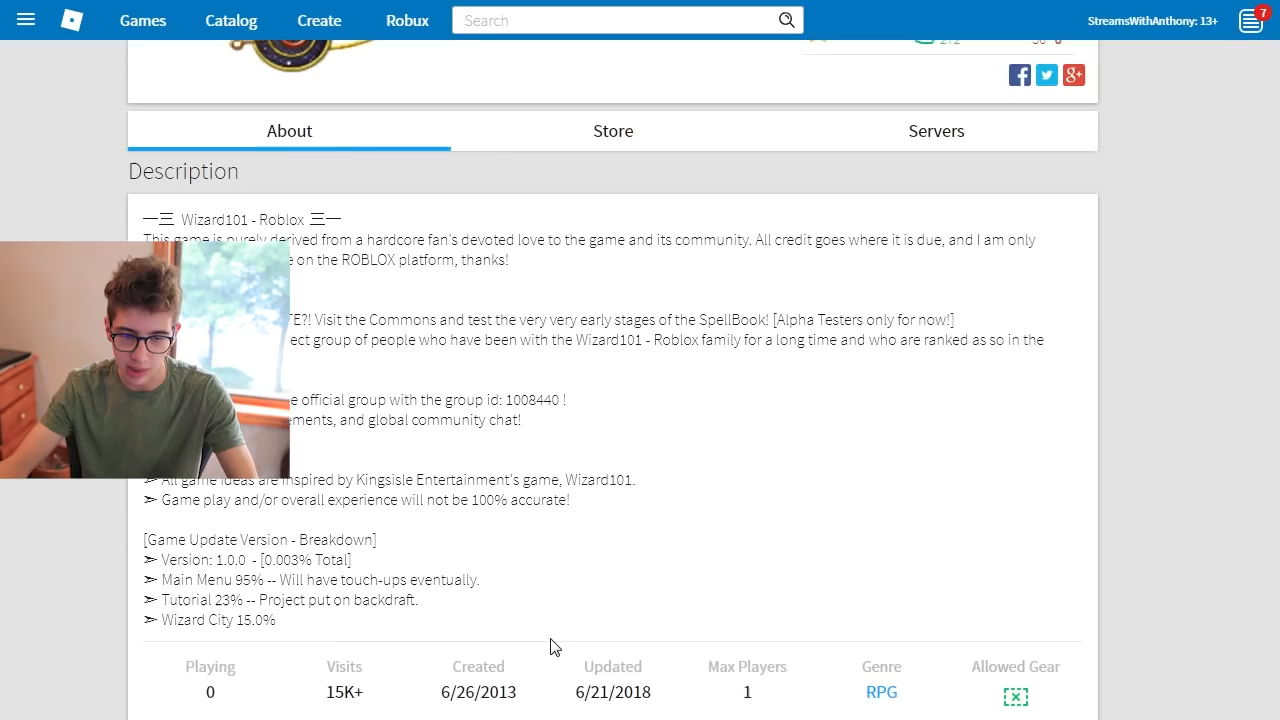 Games
Catalog
Create
Robux
Search
StreamsWithAnthony: 13+
7
g+
About
Store
Servers
Description
一三 Wizard101 - Roblox 三一
This game is purely derived from a hardcore fan's devoted love to the game and its community. All credit goes where it is due, and I am only
e on the ROBLOX platform, thanks!
TE?! Visit the Commons and test the very very early stages of the SpellBook! [Alpha Testers only for now!]
ect group of people who have been with the Wizard101 - Roblox family for a long time and who are ranked as so in the
e official group with the group id: 1008440 !
ements, and global community chat!
➣ All game ideas are inspired by Kingsisle Entertainment's game, Wizard101.
➣ Game play and/or overall experience will not be 100% accurate!
[Game Update Version - Breakdown]
➣ Version: 1.0.0 - [0.003% Total]
➣ Main Menu 95% -- Will have touch-ups eventually.
➣ Tutorial 23% -- Project put on backdraft.
➣ Wizard City 15.0%
Playing
Visits
Created
Updated
Max Players
Genre
Allowed Gear
0
15K+
6/26/2013
6/21/2018
1
RPG